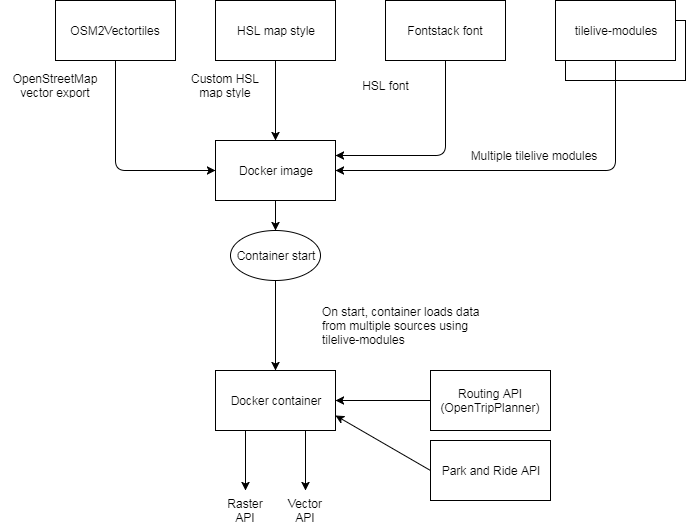 OSM2Vectortiles
HSL map style
Fontstack font
tilelive-modules
OpenStreetMap
vector export
Custom HSL
map style
HSL font
Multiple tilelive modules
Docker image
Container start
On start, container loads data
from multiple sources using
tilelive-modules
Docker container
Routing API
(OpenTripPlanner)
Park and Ride API
Raster
API
Vector
API